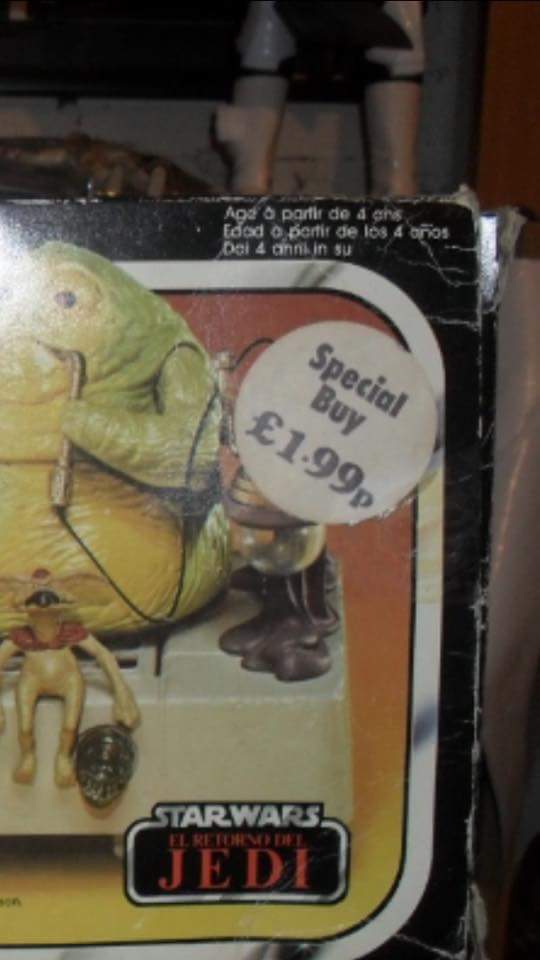 Age à partir de 4 ans
Edad a partir de los 4 años
Dai 4 anni in su
Special
Buy
£1.99p
STAR WARS
EL RETORNO DEL
JEDI